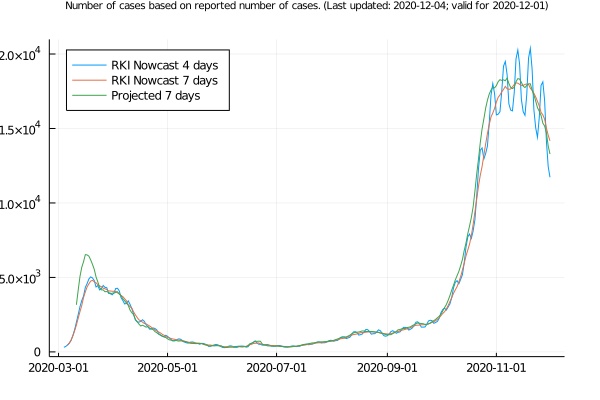 Number of cases based on reported number of cases. (Last updated: 2020-12-04; valid for 2020-12-01)
2.0×10⁴
RKI Nowcast 4 days
RKI Nowcast 7 days
Projected 7 days
1.5×10⁴
1.0×10⁴
5.0×10³
0
2020-03-01 2020-05-01 2020-07-01 2020-09-01 2020-11-01